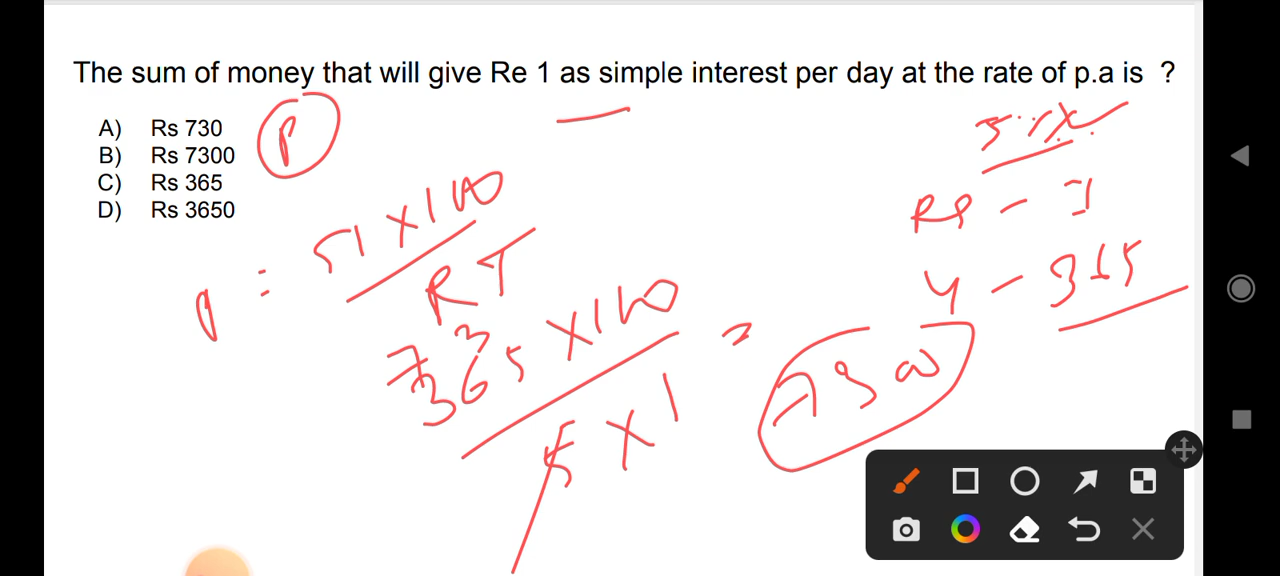 The sum of money that will give Re 1 as simple interest per day at the rate of p.a is ?
A) Rs 730
B) Rs 7300
C) Rs 365
D) Rs 3650
P
5%
RS - 1
Y - 365
P = SI X 100
R T
73
365 X 100
5 X 1
= 7300